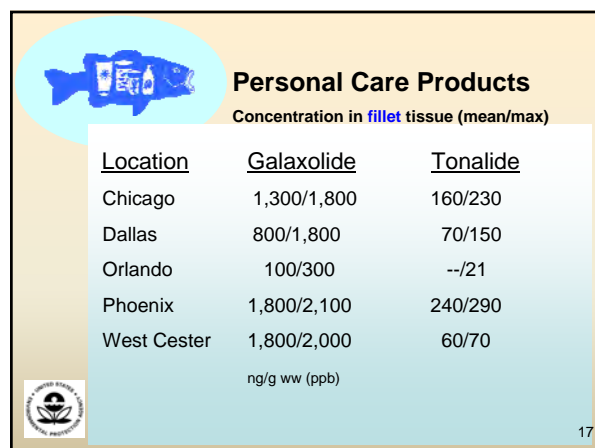 Personal Care Products
Concentration in fillet tissue (mean/max)
Location Galaxolide Tonalide
Chicago 1,300/1,800 160/230
Dallas 800/1,800 70/150
Orlando 100/300 --/21
Phoenix 1,800/2,100 240/290
West Cester 1,800/2,000 60/70
ng/g ww (ppb)
UNITED STATES
17